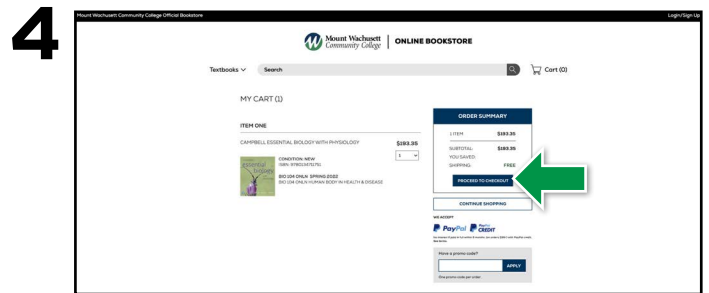 4
Mount Wachusett Community College Official Bookstore
Login/Sign Up
Mount Wachusett
Community College
ONLINE BOOKSTORE
Textbooks
Search
Cart (0)
MY CART (1)
ITEM ONE
CAMPBELL ESSENTIAL BIOLOGY WITH PHYSIOLOGY
$193.35
1
CONDITION: NEW
essential
biology
BIO 104 ONLN SPRING 2022
BIO 104 ONLN HUMAN BODY IN HEALTH & DISEASE
ORDER SUMMARY
1 ITEM
$193.35
SUBTOTAL:
$193.35
YOU SAVED:
SHIPPING:
FREE
PROCEED TO CHECKOUT
CONTINUE SHOPPING
WE ACCEPT
PayPal
PayPal
CREDIT
Have a promo code?
APPLY
One promo code per order